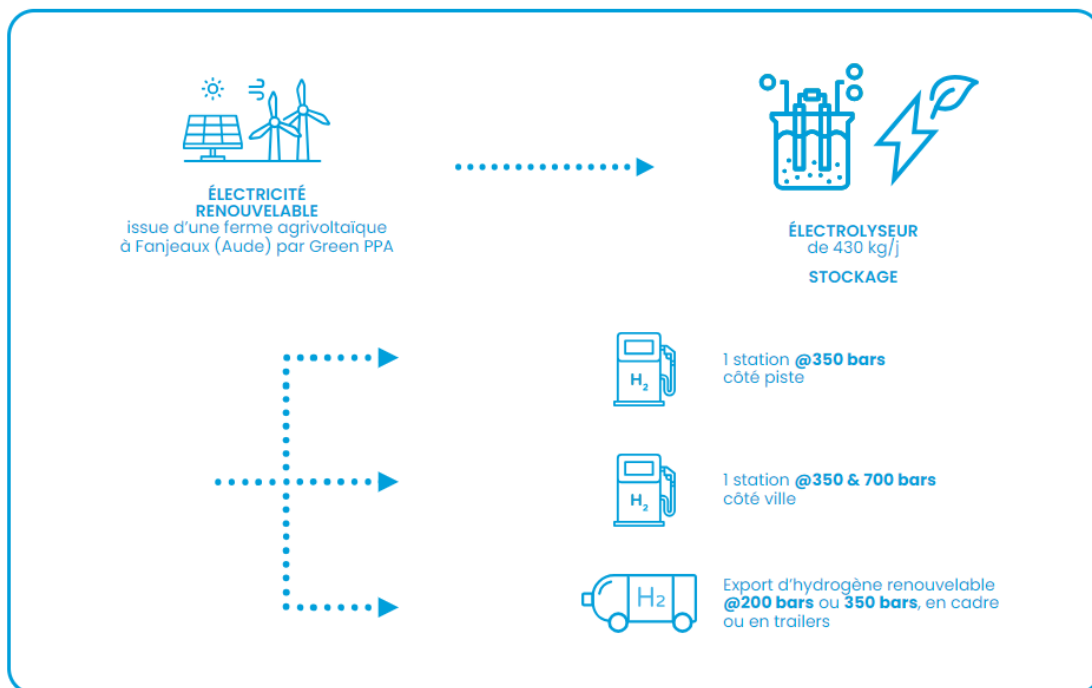 ÉLECTRICITÉ
RENOUVELABLE
issue d'une ferme agrivoltaïque
à Fanjeaux (Aude) par Green PPA
ÉLECTROLYSEUR
de 430 kg/j
STOCKAGE
H₂
1 station @350 bars
côté piste
H₂
1 station @350 & 700 bars
côté ville
H₂
Export d'hydrogène renouvelable
@200 bars ou 350 bars, en cadre
ou en trailers